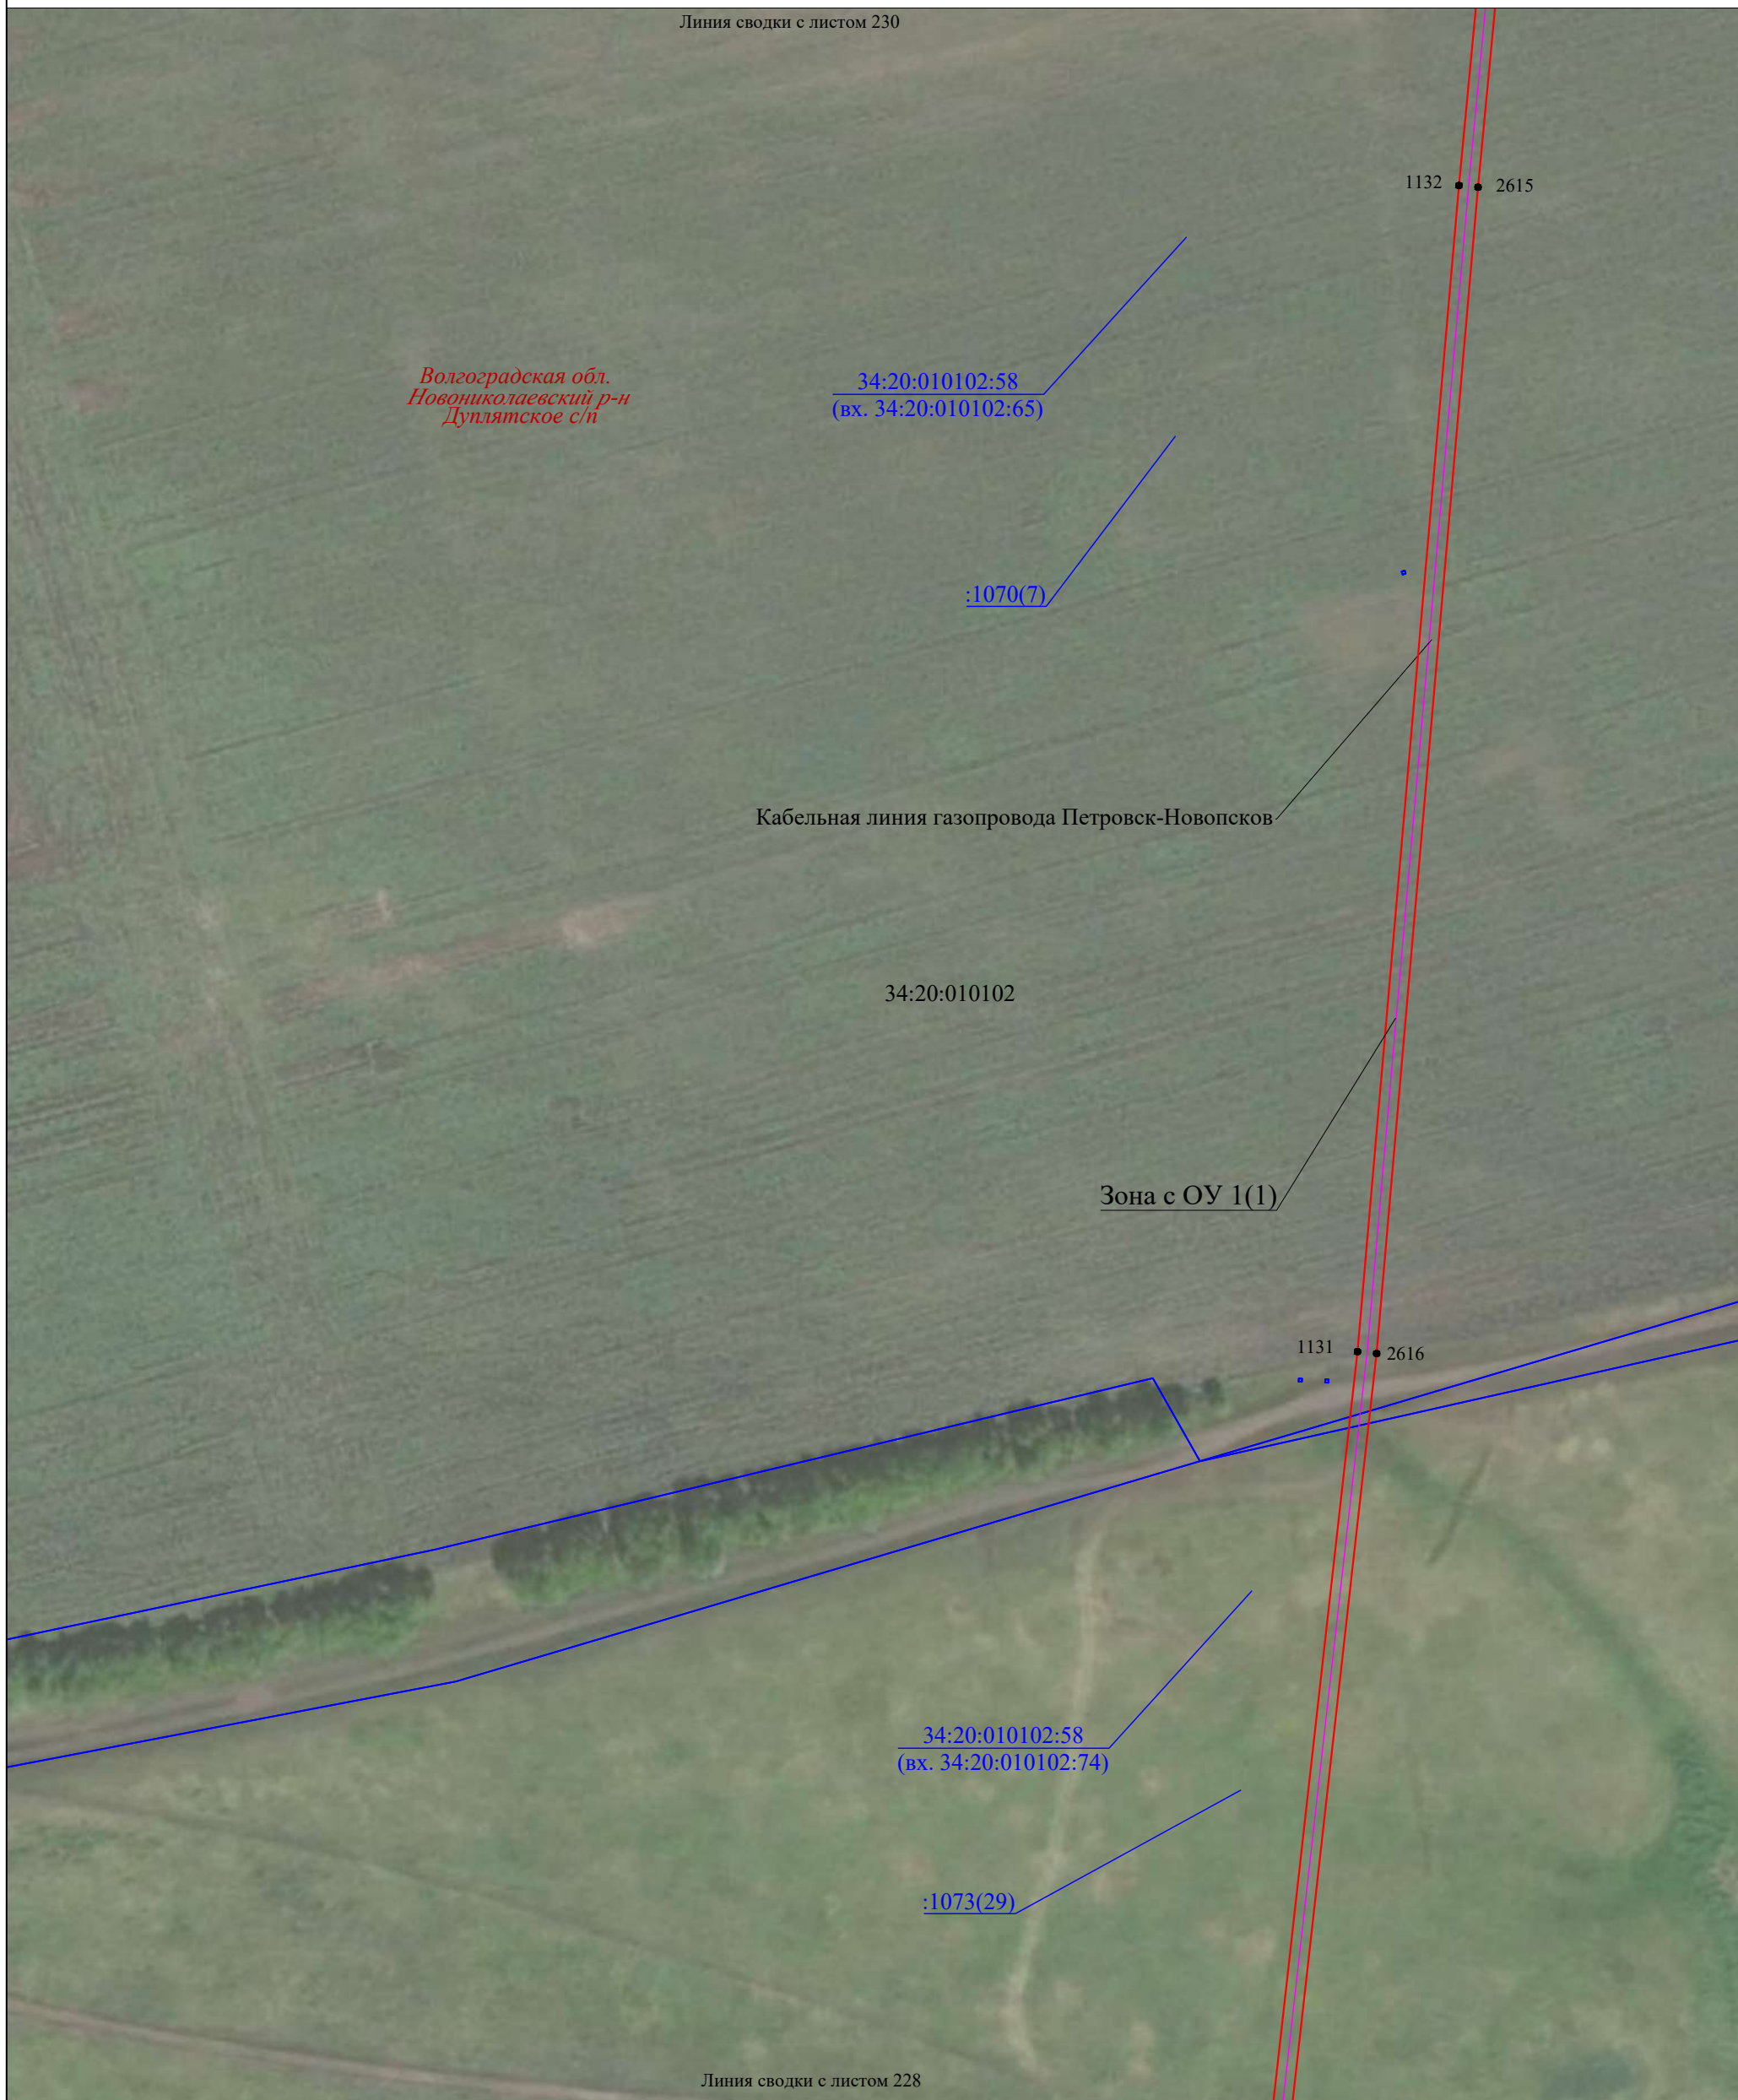 Линия сводки с листом 230
1132
2615
Волгоградская обл.
Новониколаевский р-н
Дуплятское с/п
34:20:010102:58
(вх. 34:20:010102:65)
:1070(7)
Кабельная линия газопровода Петровск-Новопсков
34:20:010102
Зона с ОУ 1(1)
1131
2616
34:20:010102:58
(вх. 34:20:010102:74)
:1073(29)
Линия сводки с листом 228